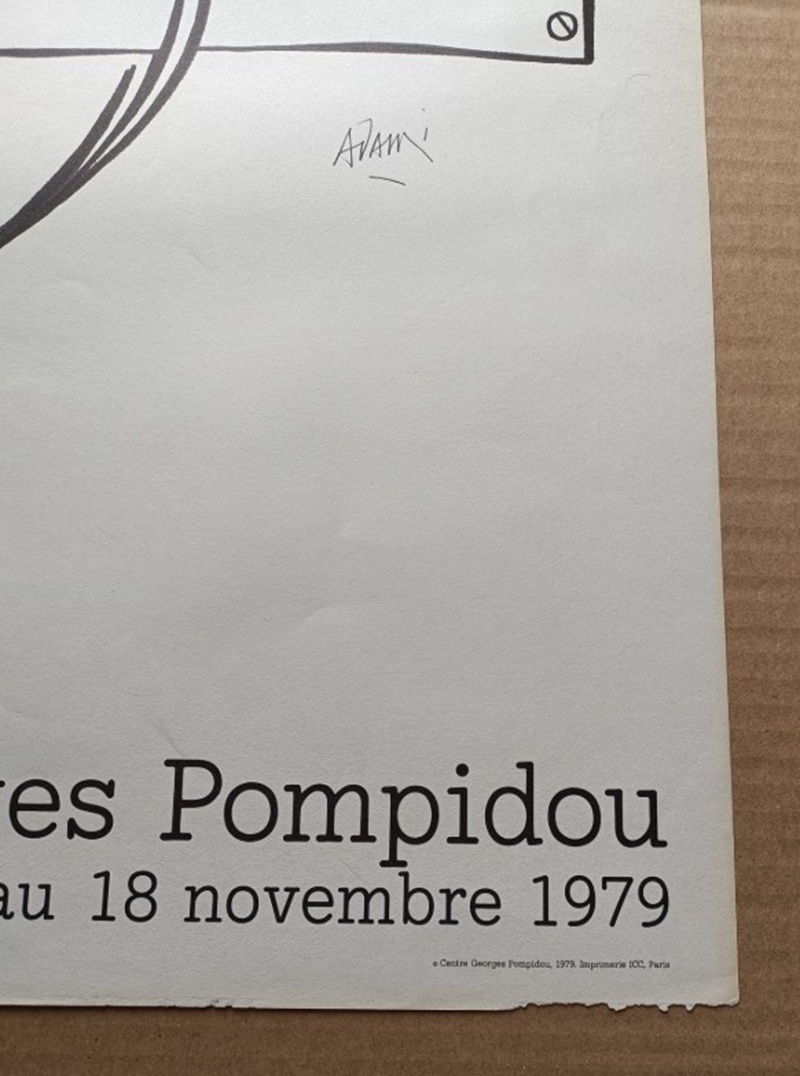 ADAMi
es Pompidou
au 18 novembre 1979
© Centre Georges Pompidou, 1979. Imprimerie ICC, Paris